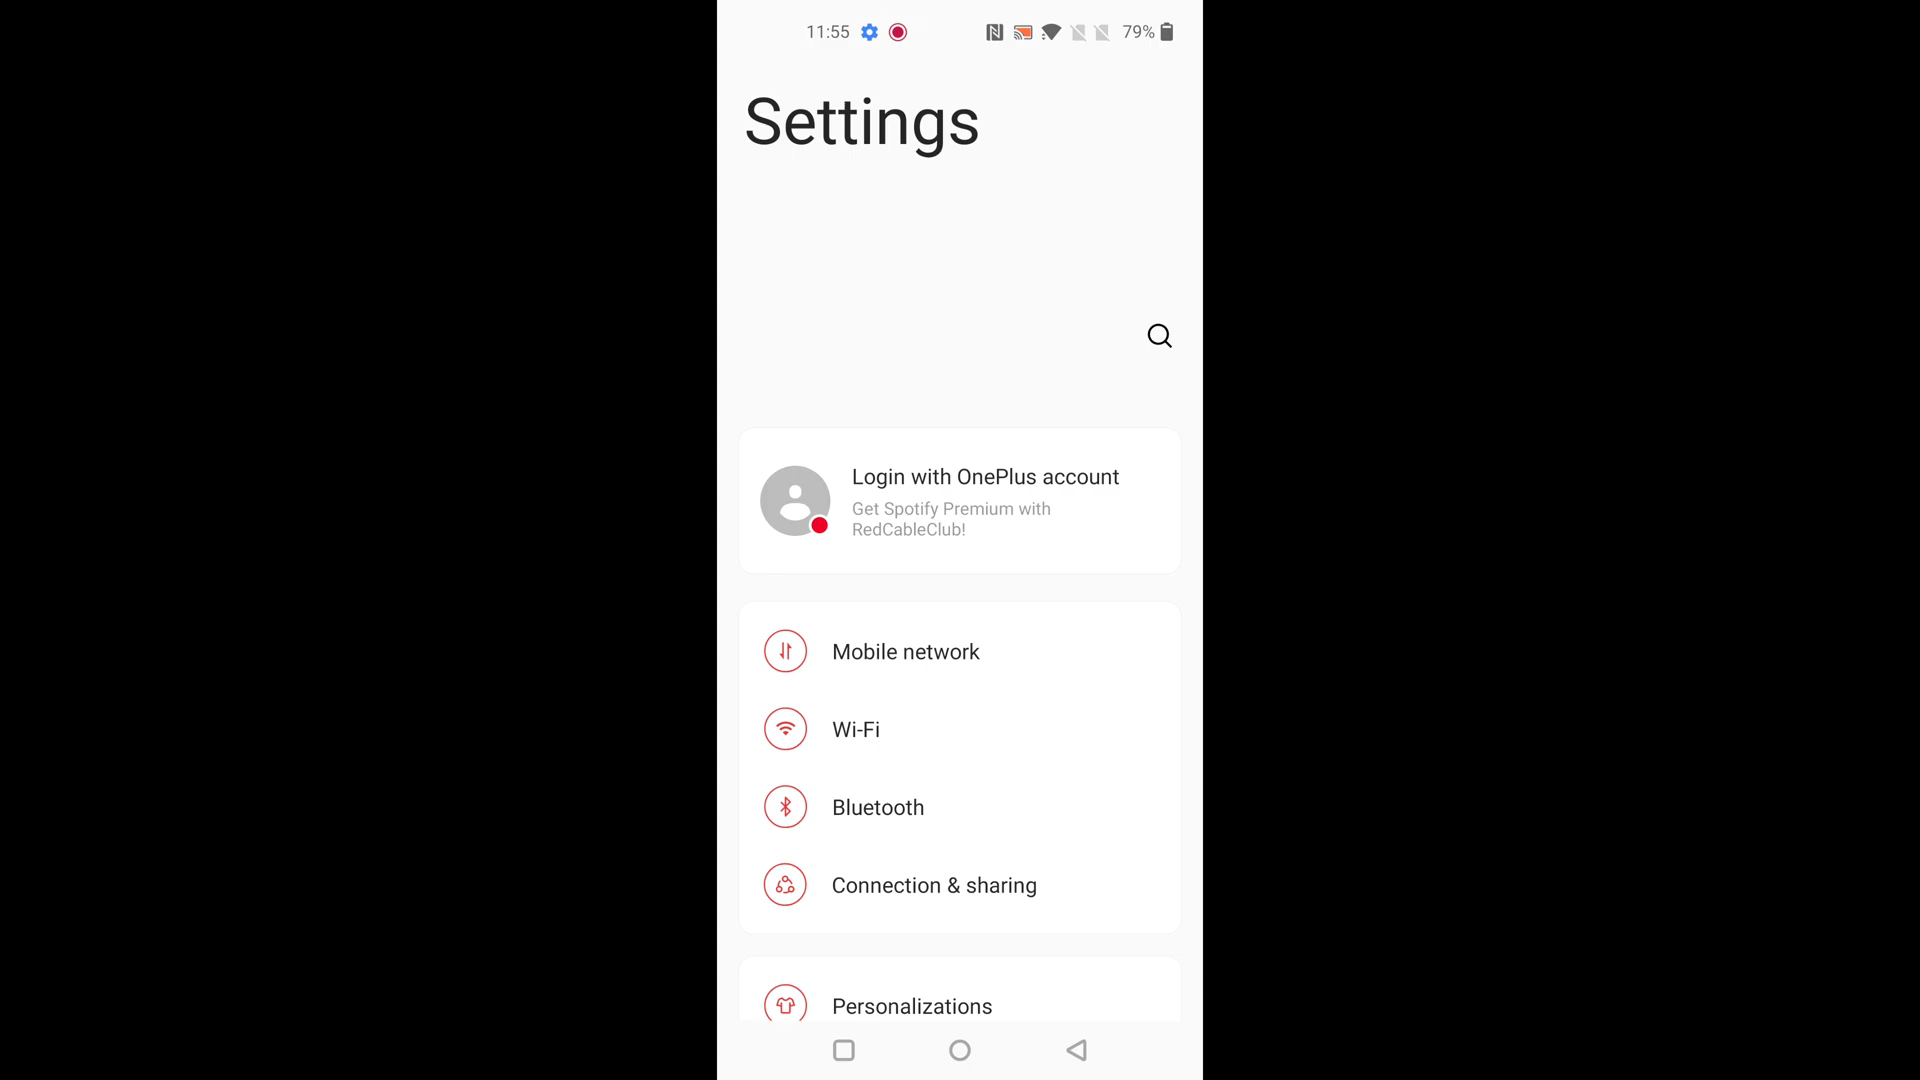 11:55 79%
Settings
Login with OnePlus account
Get Spotify Premium with
RedCableClub!
Mobile network
Wi-Fi
Bluetooth
Connection & sharing
Personalizations